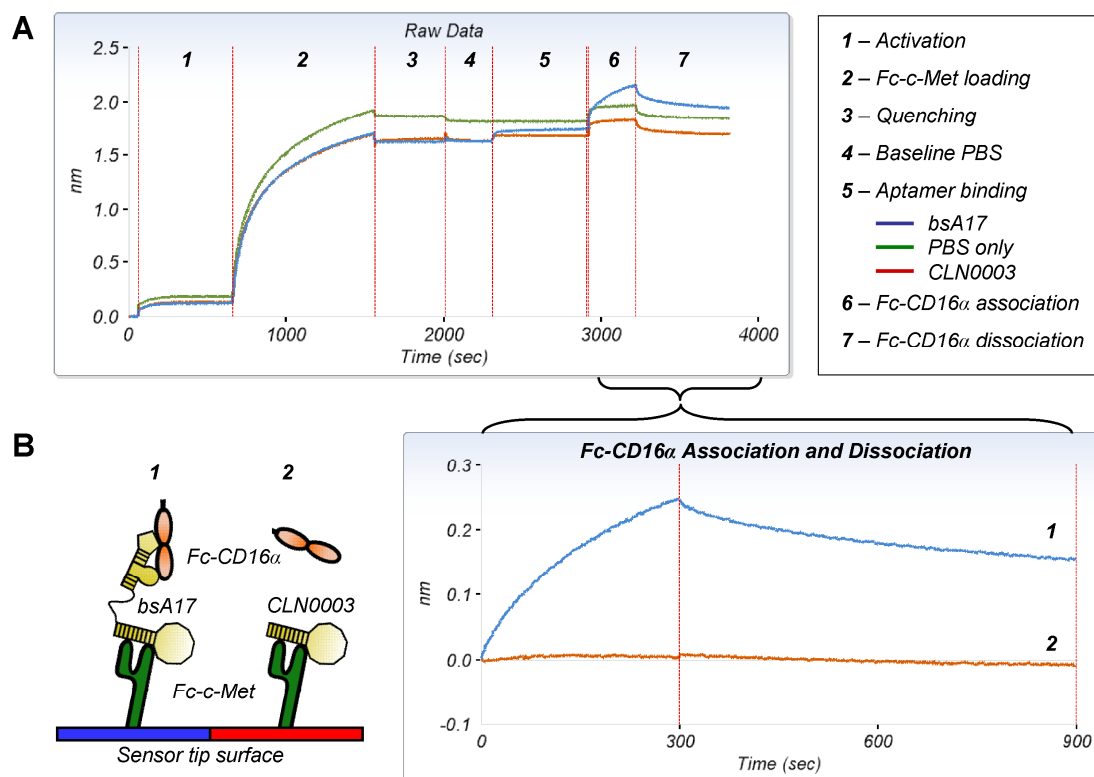 A
Raw Data
2.5
2.0
1.5
1.0
0.5
0.0
nm
1
2
3
4
5
6
7
0
1000
2000
3000
4000
Time (sec)
1 – Activation
2 – Fc-c-Met loading
3 – Quenching
4 – Baseline PBS
5 – Aptamer binding
bsA17
PBS only
CLN0003
6 – Fc-CD16α association
7 – Fc-CD16α dissociation
B
1
2
Fc-CD16α
bsA17
CLN0003
Fc-c-Met
Sensor tip surface
Fc-CD16α Association and Dissociation
0.3
0.2
0.1
0.0
-0.1
nm
1
2
0
300
600
900
Time (sec)